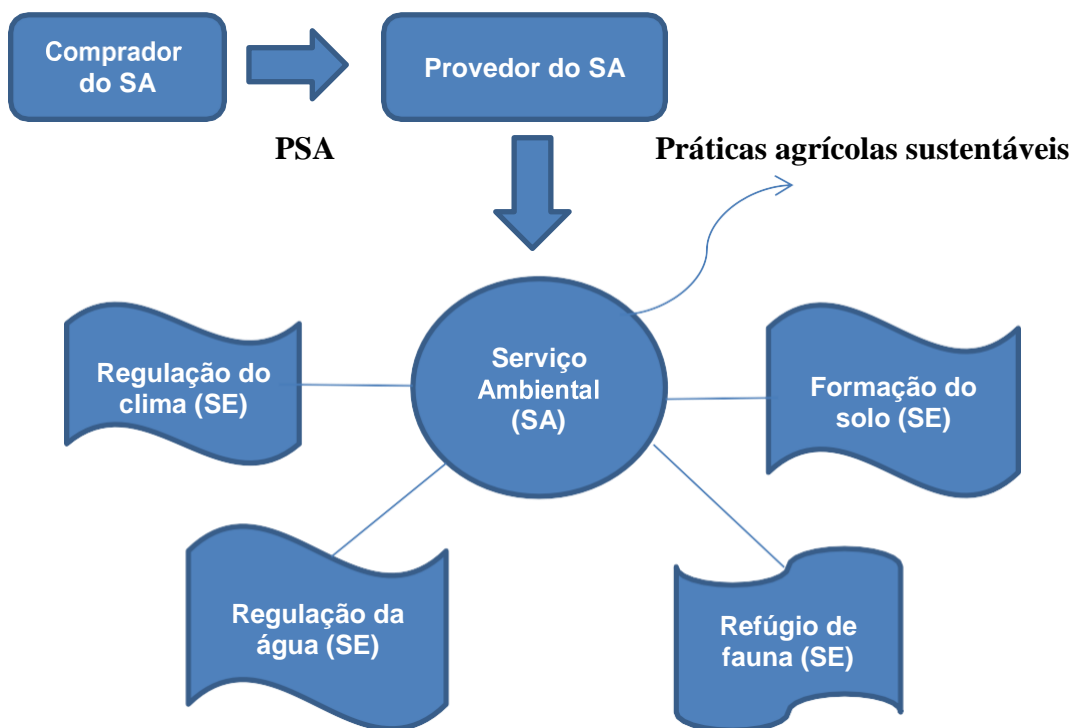 Comprador
do SA
Provedor do SA
PSA
Práticas agrícolas sustentáveis
Serviço
Ambiental
(SA)
Regulação do
clima (SE)
Formação do
solo (SE)
Regulação da
água (SE)
Refúgio de
fauna (SE)